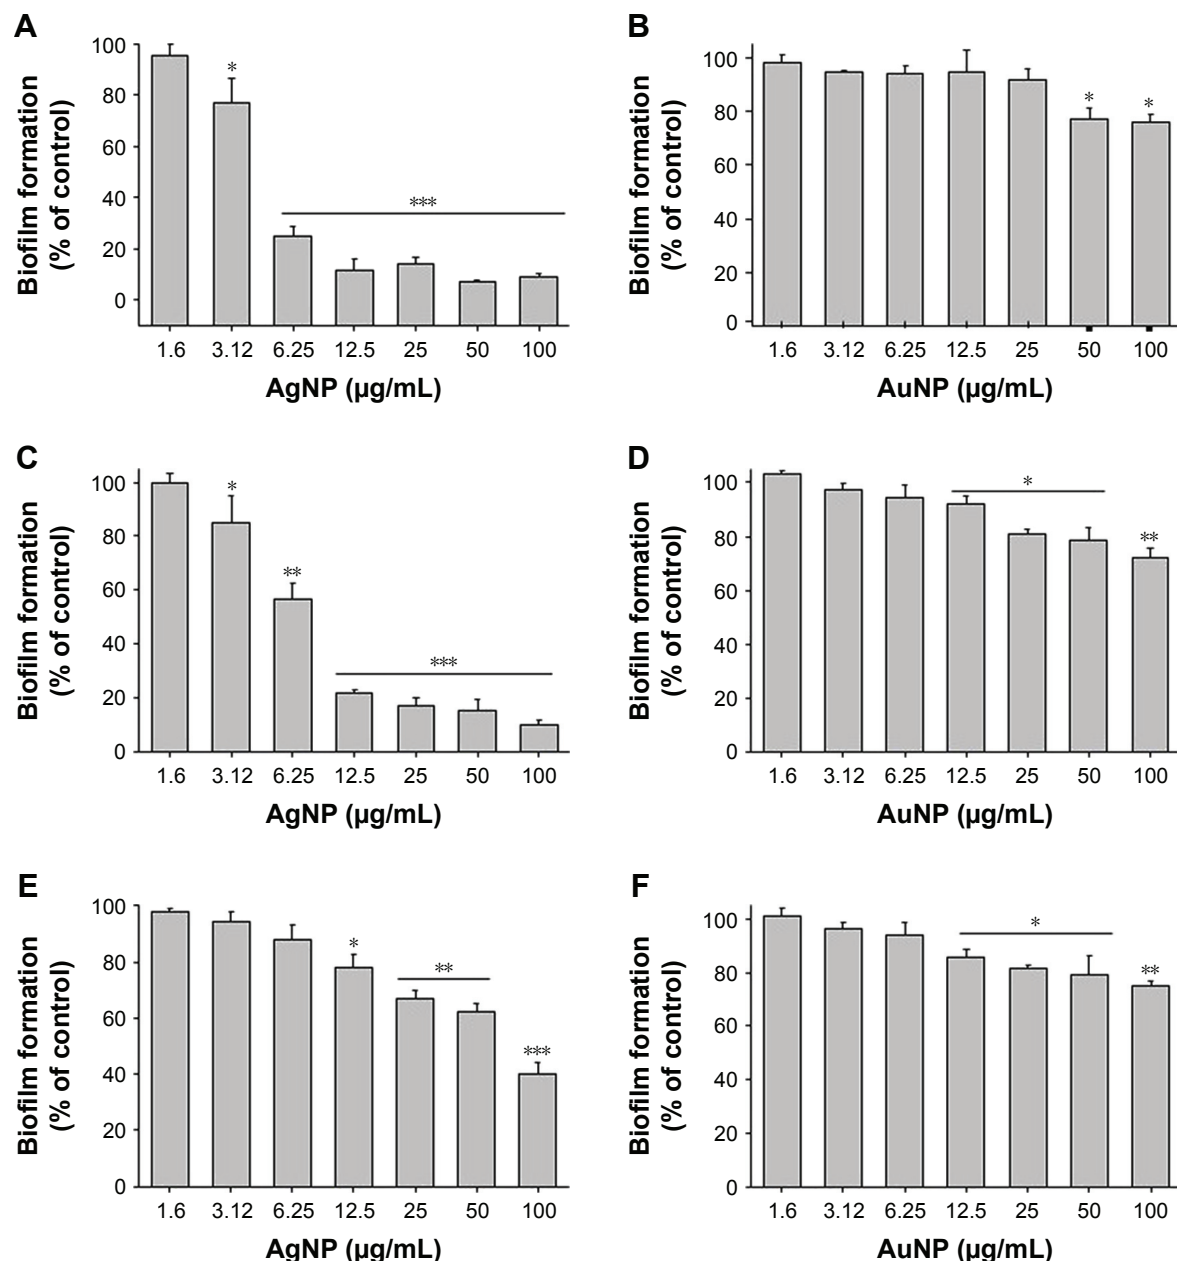 A
Biofilm formation
(% of control)
100
80
60
40
20
0
*
***
1.6 3.12 6.25 12.5 25 50 100
AgNP (µg/mL)
B
Biofilm formation
(% of control)
100
80
60
40
20
0
* *
1.6 3.12 6.25 12.5 25 50 100
AuNP (µg/mL)
C
Biofilm formation
(% of control)
100
80
60
40
20
0
*
**
***
1.6 3.12 6.25 12.5 25 50 100
AgNP (µg/mL)
D
Biofilm formation
(% of control)
100
80
60
40
20
0
*
**
1.6 3.12 6.25 12.5 25 50 100
AuNP (µg/mL)
E
Biofilm formation
(% of control)
100
80
60
40
20
0
*
**
***
1.6 3.12 6.25 12.5 25 50 100
AgNP (µg/mL)
F
Biofilm formation
(% of control)
100
80
60
40
20
0
*
**
1.6 3.12 6.25 12.5 25 50 100
AuNP (µg/mL)